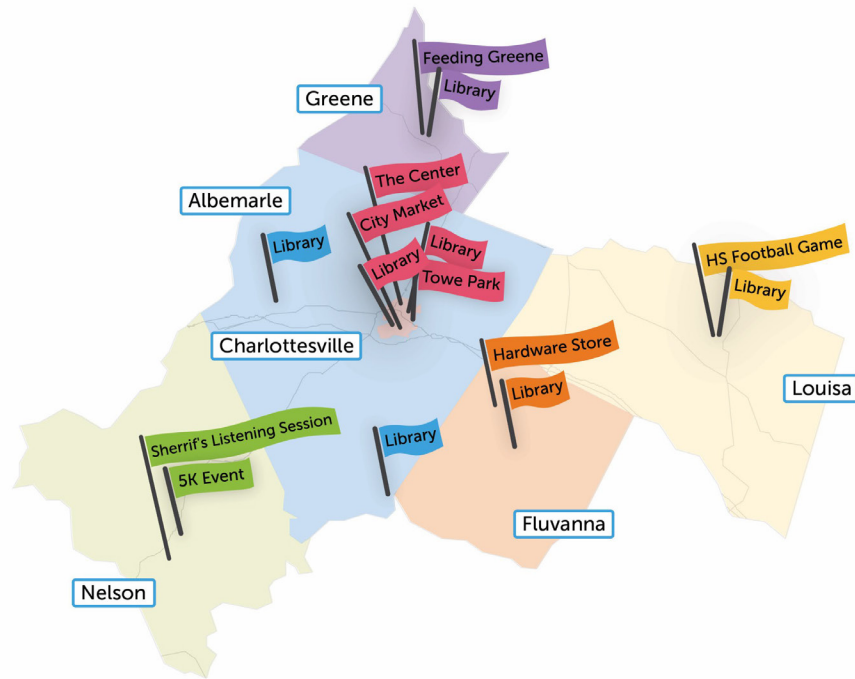 Feeding Greene
Library
Greene
The Center
Albemarle
City Market
Library
Library
Library
Towe Park
HS Football Game
Library
Charlottesville
Hardware Store
Library
Louisa
Sherrif's Listening Session
5K Event
Library
Fluvanna
Nelson